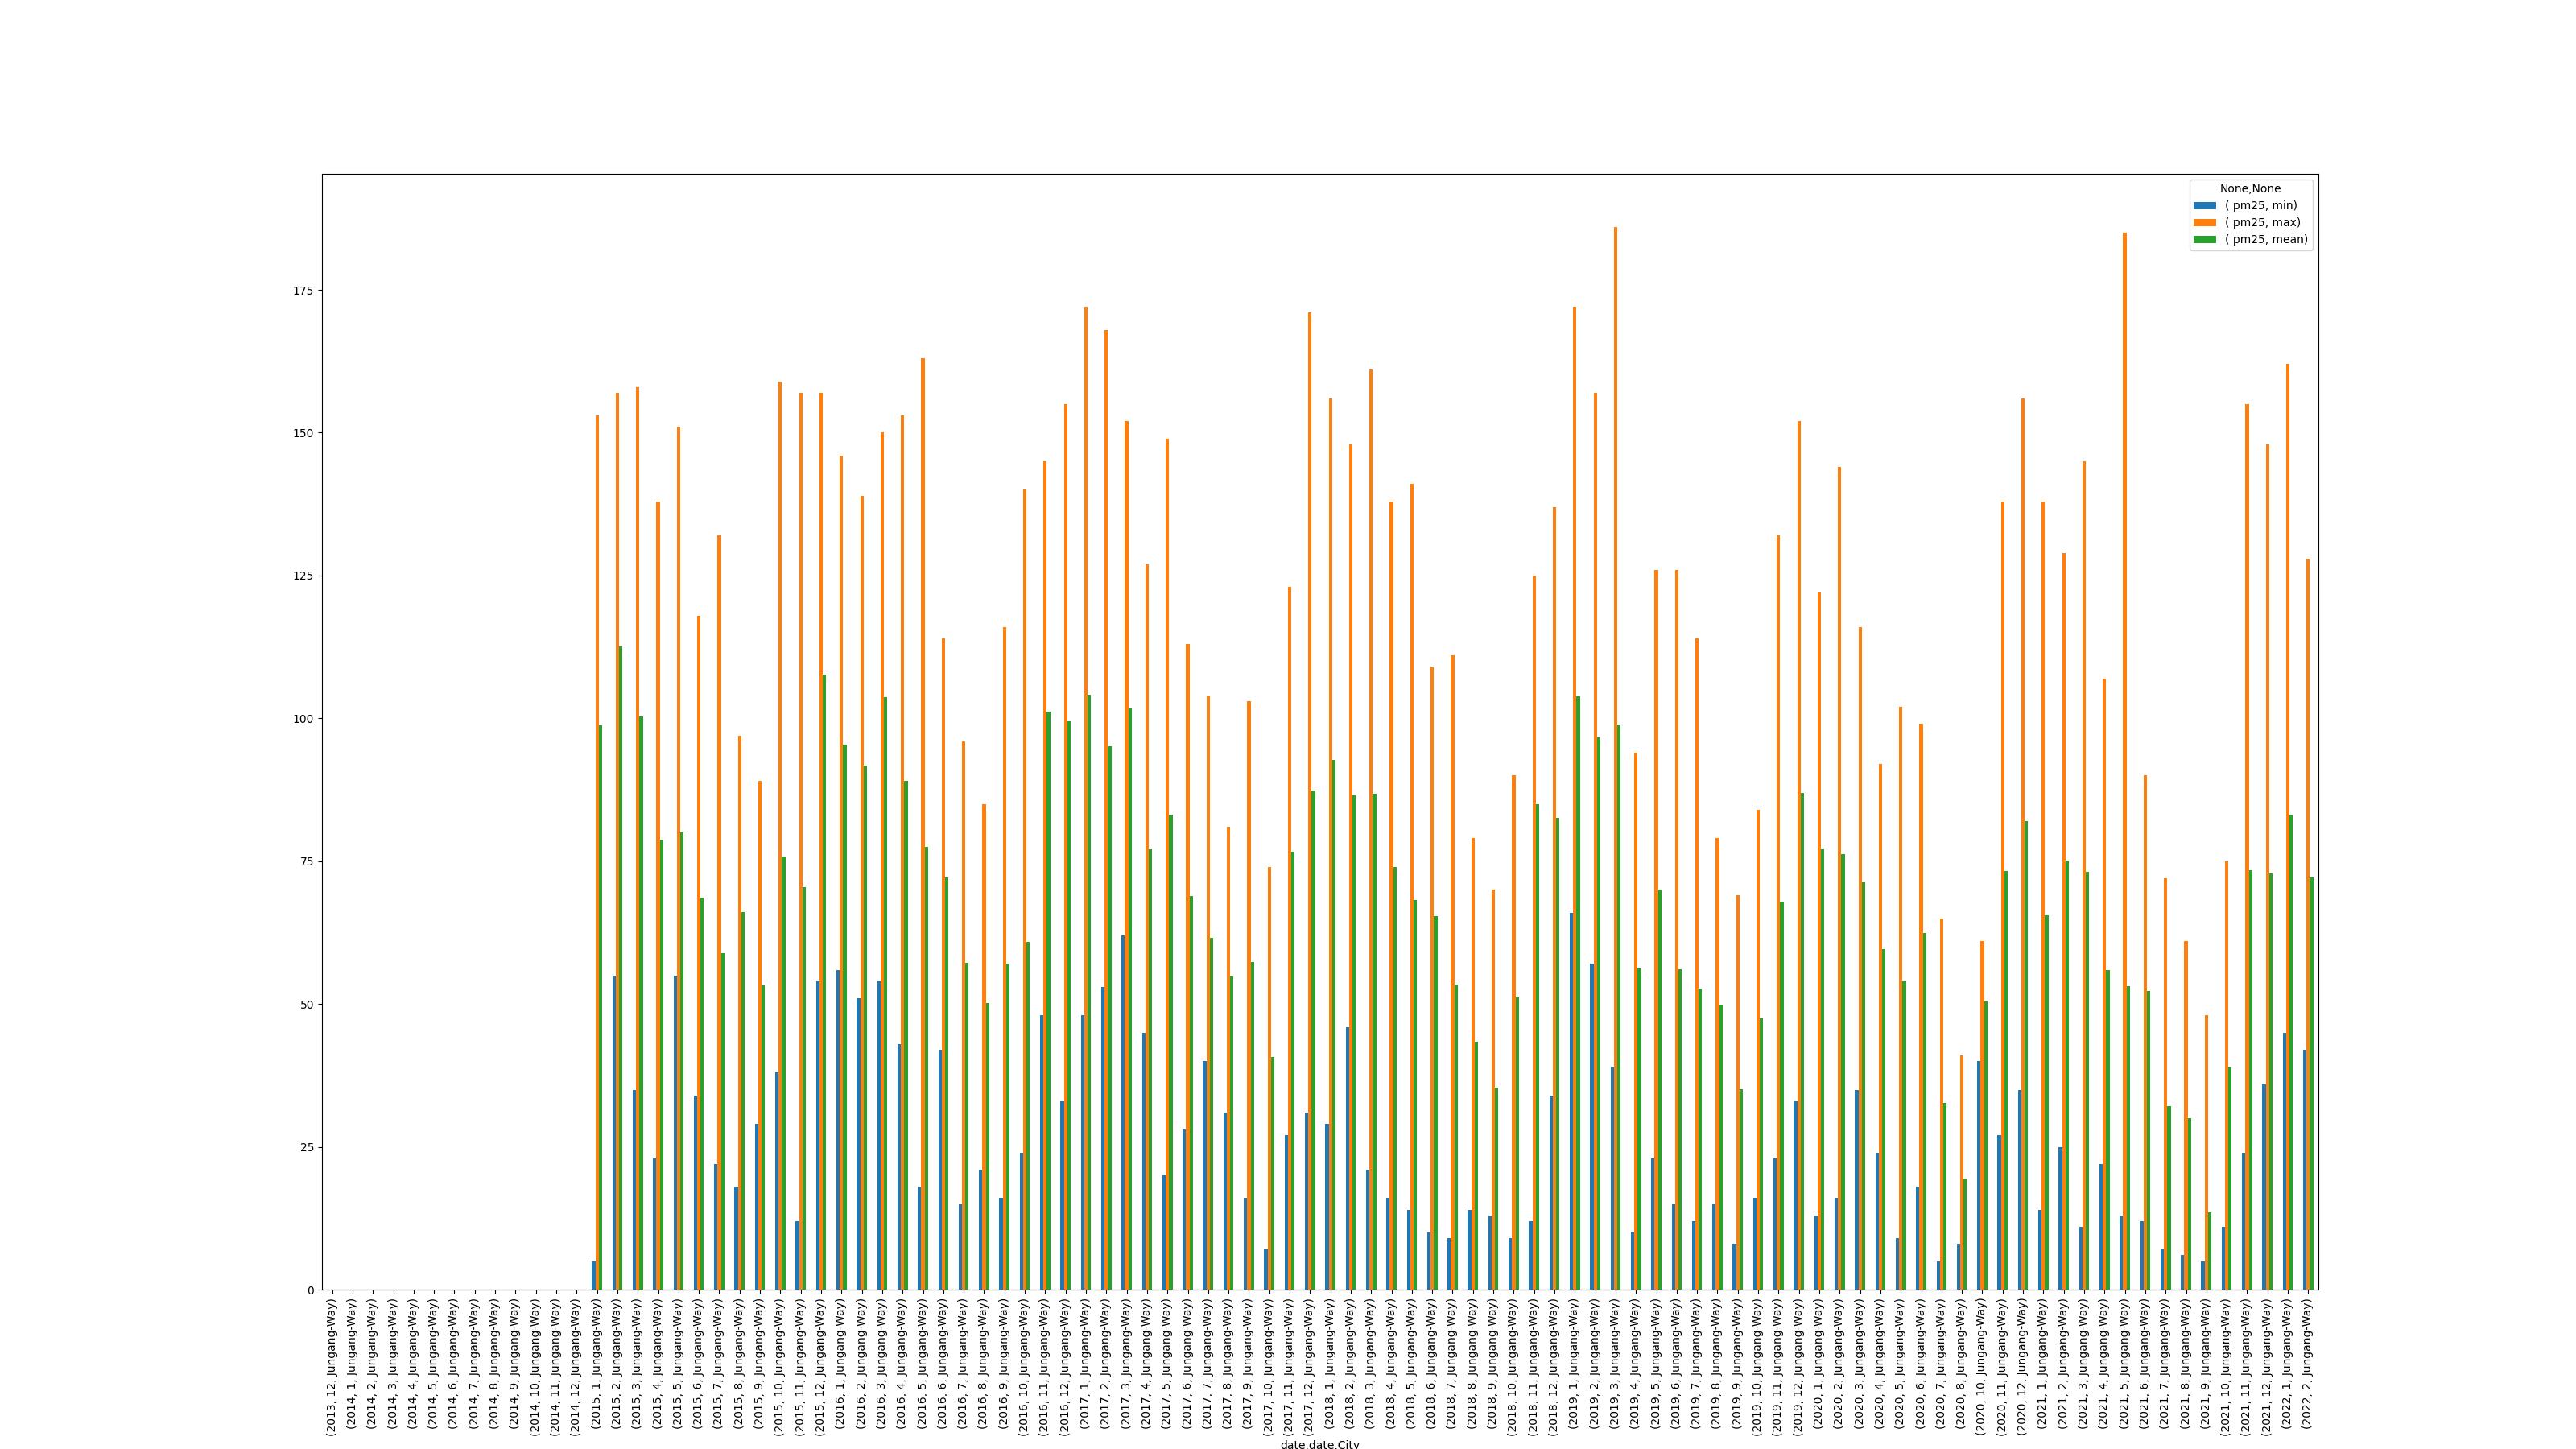 None,None
( pm25, min)
( pm25, max)
( pm25, mean)
175
150
125
100
75
50
25
0
(2013, 12, Jungang-Way)
(2014, 1, Jungang-Way)
(2014, 2, Jungang-Way)
(2014, 3, Jungang-Way)
(2014, 4, Jungang-Way)
(2014, 5, Jungang-Way)
(2014, 6, Jungang-Way)
(2014, 7, Jungang-Way)
(2014, 8, Jungang-Way)
(2014, 9, Jungang-Way)
(2014, 10, Jungang-Way)
(2014, 11, Jungang-Way)
(2014, 12, Jungang-Way)
(2015, 1, Jungang-Way)
(2015, 2, Jungang-Way)
(2015, 3, Jungang-Way)
(2015, 4, Jungang-Way)
(2015, 5, Jungang-Way)
(2015, 6, Jungang-Way)
(2015, 7, Jungang-Way)
(2015, 8, Jungang-Way)
(2015, 9, Jungang-Way)
(2015, 10, Jungang-Way)
(2015, 11, Jungang-Way)
(2015, 12, Jungang-Way)
(2016, 1, Jungang-Way)
(2016, 2, Jungang-Way)
(2016, 3, Jungang-Way)
(2016, 4, Jungang-Way)
(2016, 5, Jungang-Way)
(2016, 6, Jungang-Way)
(2016, 7, Jungang-Way)
(2016, 8, Jungang-Way)
(2016, 9, Jungang-Way)
(2016, 10, Jungang-Way)
(2016, 11, Jungang-Way)
(2016, 12, Jungang-Way)
(2017, 1, Jungang-Way)
(2017, 2, Jungang-Way)
(2017, 3, Jungang-Way)
(2017, 4, Jungang-Way)
(2017, 5, Jungang-Way)
(2017, 6, Jungang-Way)
(2017, 7, Jungang-Way)
(2017, 8, Jungang-Way)
(2017, 9, Jungang-Way)
(2017, 10, Jungang-Way)
(2017, 11, Jungang-Way)
(2017, 12, Jungang-Way)
(2018, 1, Jungang-Way)
(2018, 2, Jungang-Way)
(2018, 3, Jungang-Way)
(2018, 4, Jungang-Way)
(2018, 5, Jungang-Way)
(2018, 6, Jungang-Way)
(2018, 7, Jungang-Way)
(2018, 8, Jungang-Way)
(2018, 9, Jungang-Way)
(2018, 10, Jungang-Way)
(2018, 11, Jungang-Way)
(2018, 12, Jungang-Way)
(2019, 1, Jungang-Way)
(2019, 2, Jungang-Way)
(2019, 3, Jungang-Way)
(2019, 4, Jungang-Way)
(2019, 5, Jungang-Way)
(2019, 6, Jungang-Way)
(2019, 7, Jungang-Way)
(2019, 8, Jungang-Way)
(2019, 9, Jungang-Way)
(2019, 10, Jungang-Way)
(2019, 11, Jungang-Way)
(2019, 12, Jungang-Way)
(2020, 1, Jungang-Way)
(2020, 2, Jungang-Way)
(2020, 3, Jungang-Way)
(2020, 4, Jungang-Way)
(2020, 5, Jungang-Way)
(2020, 6, Jungang-Way)
(2020, 7, Jungang-Way)
(2020, 8, Jungang-Way)
(2020, 10, Jungang-Way)
(2020, 11, Jungang-Way)
(2020, 12, Jungang-Way)
(2021, 1, Jungang-Way)
(2021, 2, Jungang-Way)
(2021, 3, Jungang-Way)
(2021, 4, Jungang-Way)
(2021, 5, Jungang-Way)
(2021, 6, Jungang-Way)
(2021, 7, Jungang-Way)
(2021, 8, Jungang-Way)
(2021, 9, Jungang-Way)
(2021, 10, Jungang-Way)
(2021, 11, Jungang-Way)
(2021, 12, Jungang-Way)
(2022, 1, Jungang-Way)
(2022, 2, Jungang-Way)
date,date,City